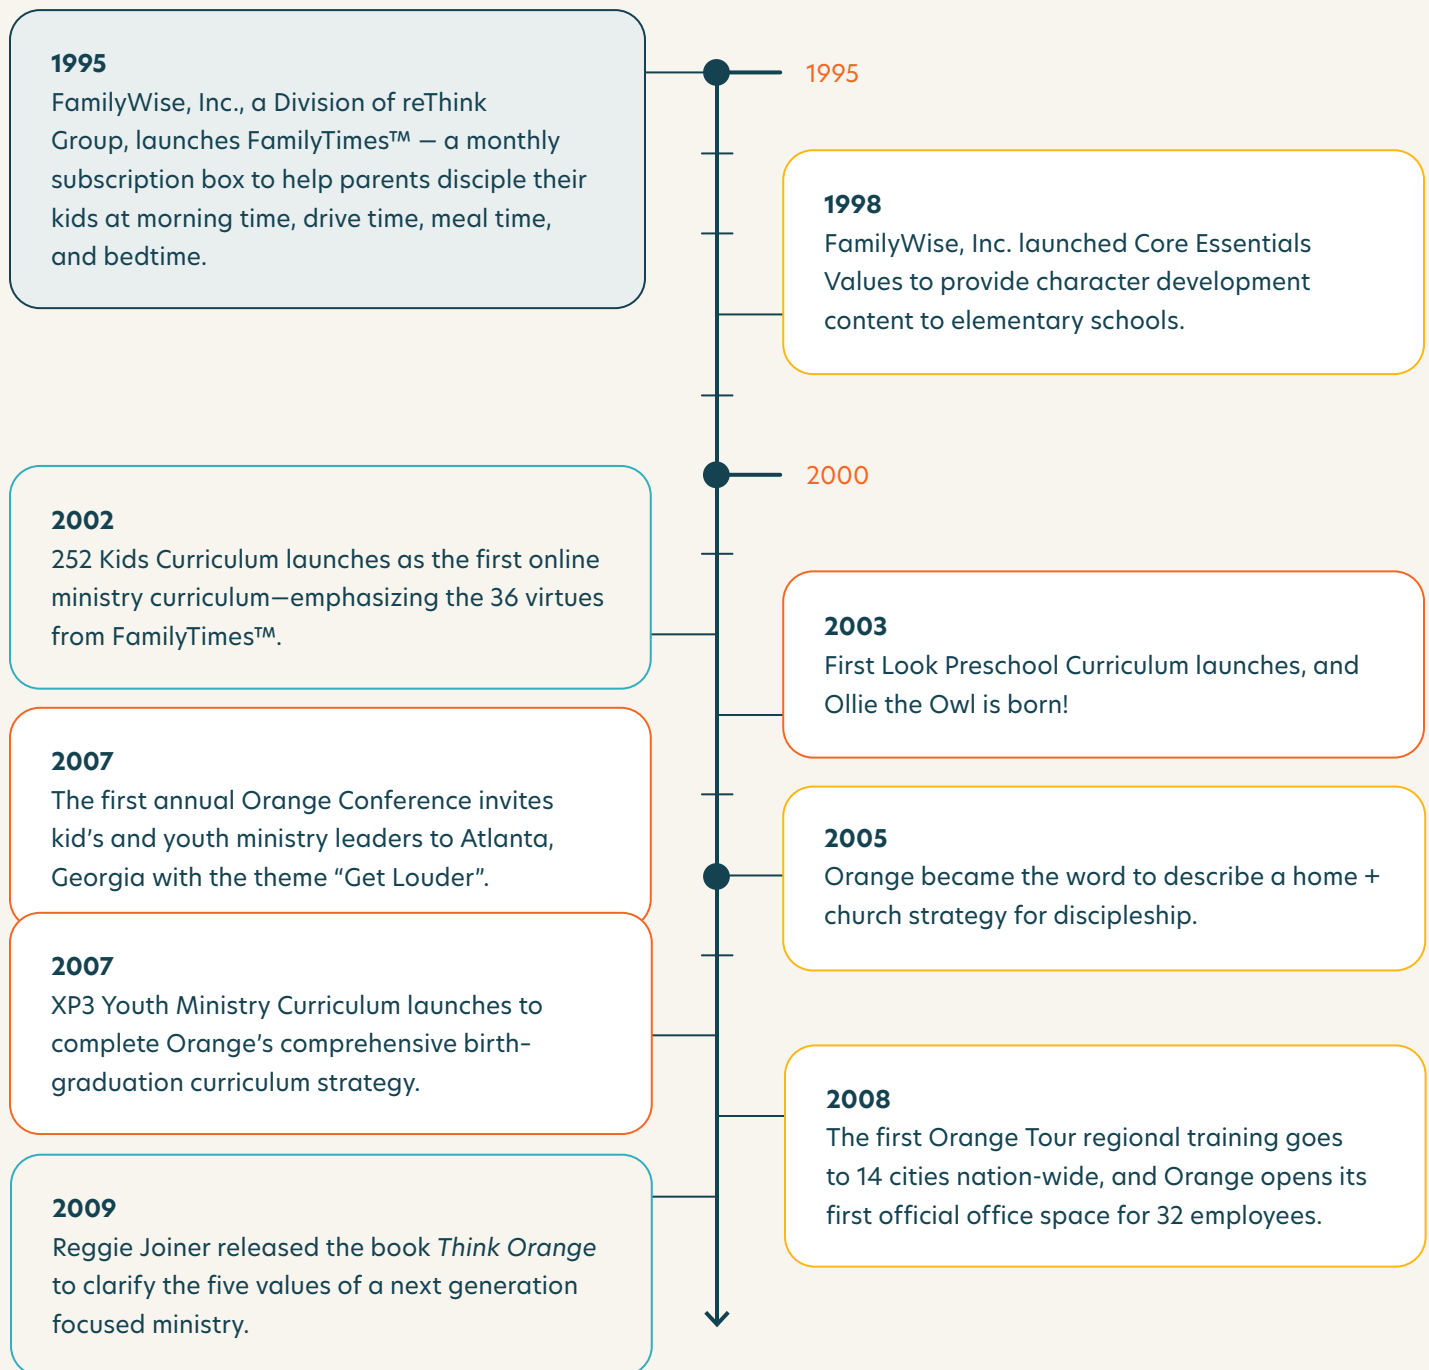 1995
FamilyWise, Inc., a Division of reThink
Group, launches FamilyTimes™ – a monthly
subscription box to help parents disciple their
kids at morning time, drive time, meal time,
and bedtime.
1995
1998
FamilyWise, Inc. launched Core Essentials
Values to provide character development
content to elementary schools.
2000
2002
252 Kids Curriculum launches as the first online
ministry curriculum—emphasizing the 36 virtues
from FamilyTimes™.
2003
First Look Preschool Curriculum launches, and
Ollie the Owl is born!
2007
The first annual Orange Conference invites
kid’s and youth ministry leaders to Atlanta,
Georgia with the theme “Get Louder”.
2005
Orange became the word to describe a home +
church strategy for discipleship.
2007
XP3 Youth Ministry Curriculum launches to
complete Orange’s comprehensive birth–
graduation curriculum strategy.
2008
The first Orange Tour regional training goes
to 14 cities nation-wide, and Orange opens its
first official office space for 32 employees.
2009
Reggie Joiner released the book Think Orange
to clarify the five values of a next generation
focused ministry.